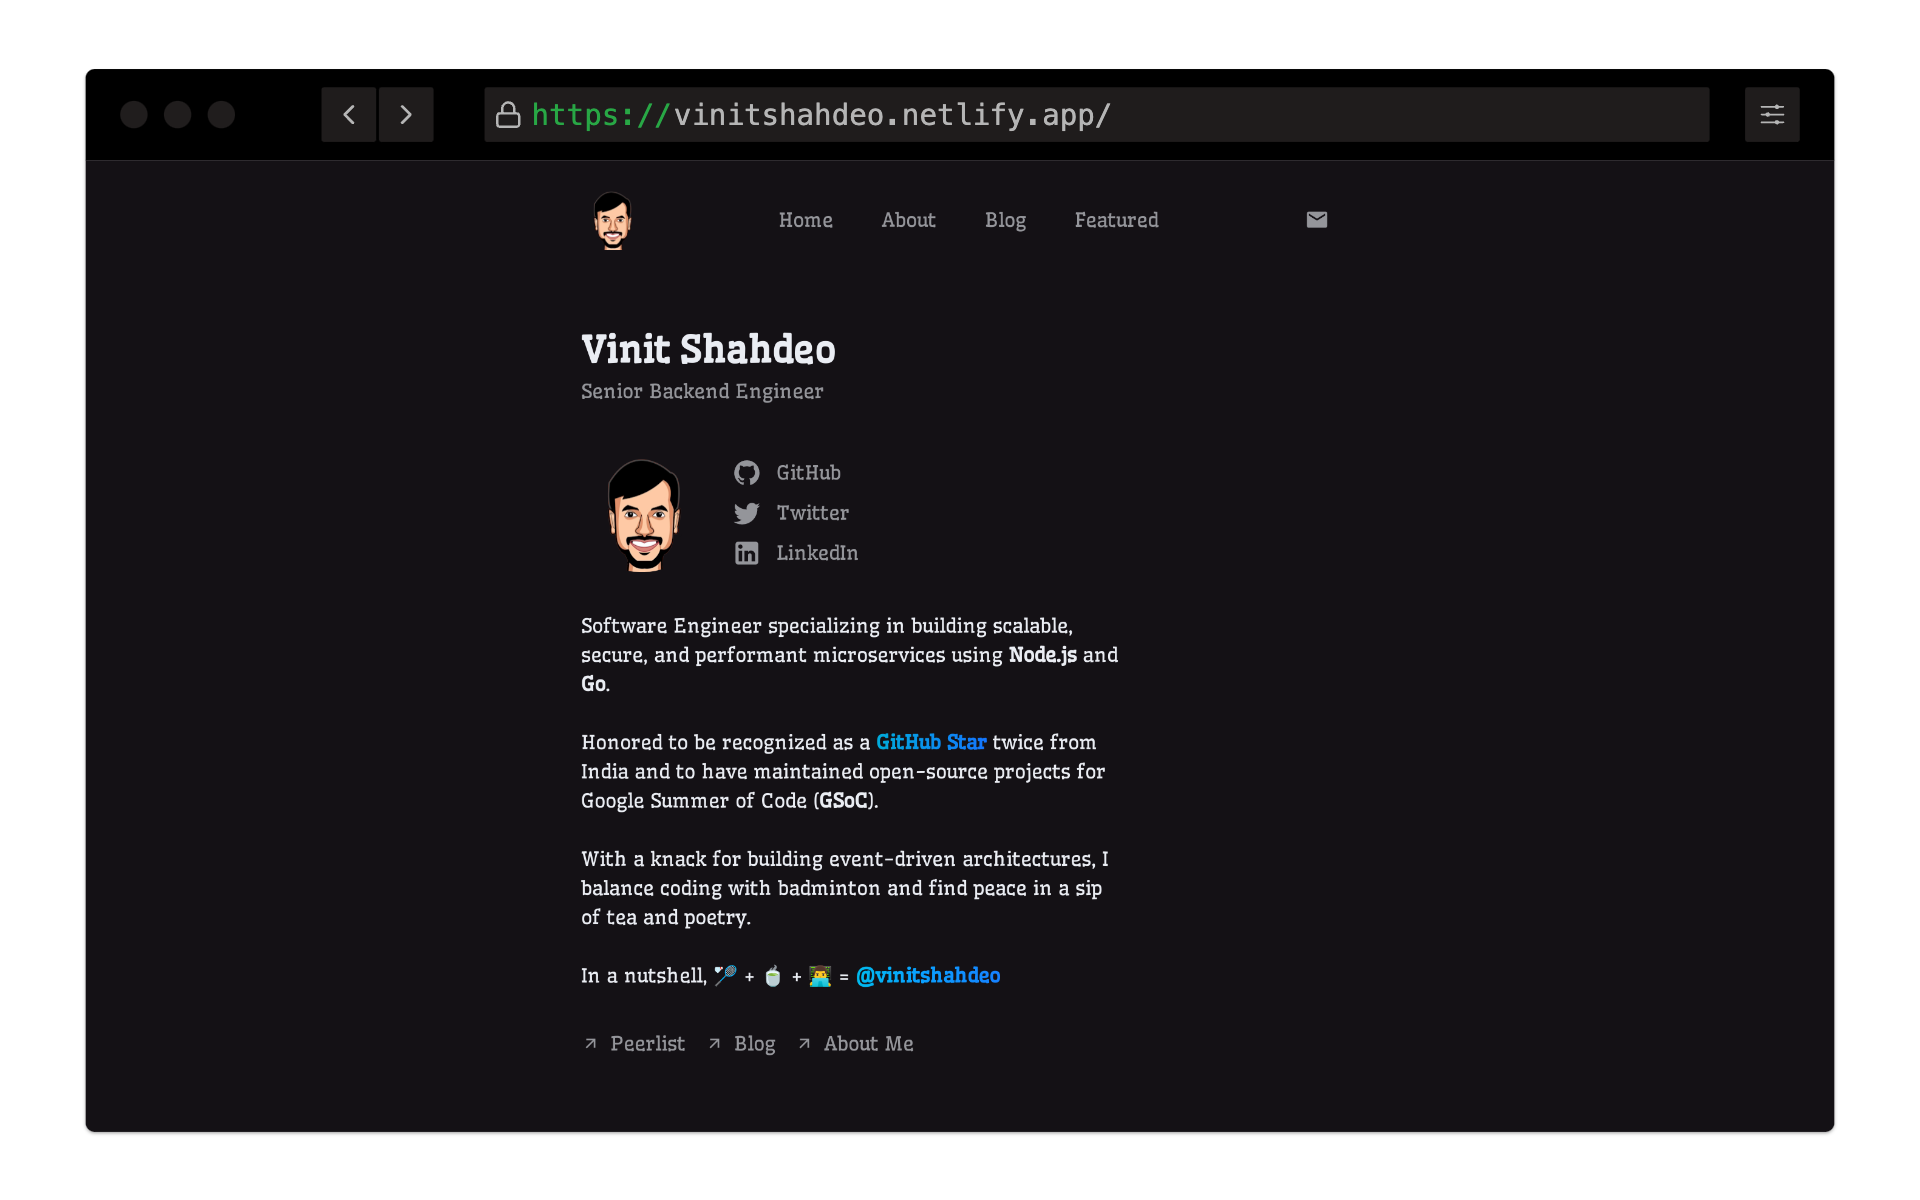 https://vinitshahdeo.netlify.app/
Home About Blog Featured
Vinit Shahdeo
Senior Backend Engineer
GitHub
Twitter
LinkedIn
Software Engineer specializing in building scalable,
secure, and performant microservices using Node.js and
Go.
Honored to be recognized as a GitHub Star twice from
India and to have maintained open-source projects for
Google Summer of Code (GSoC).
With a knack for building event-driven architectures, I
balance coding with badminton and find peace in a sip
of tea and poetry.
In a nutshell, 🏸 + 🍵 + 👨‍💻 = @vinitshahdeo
Peerlist Blog About Me